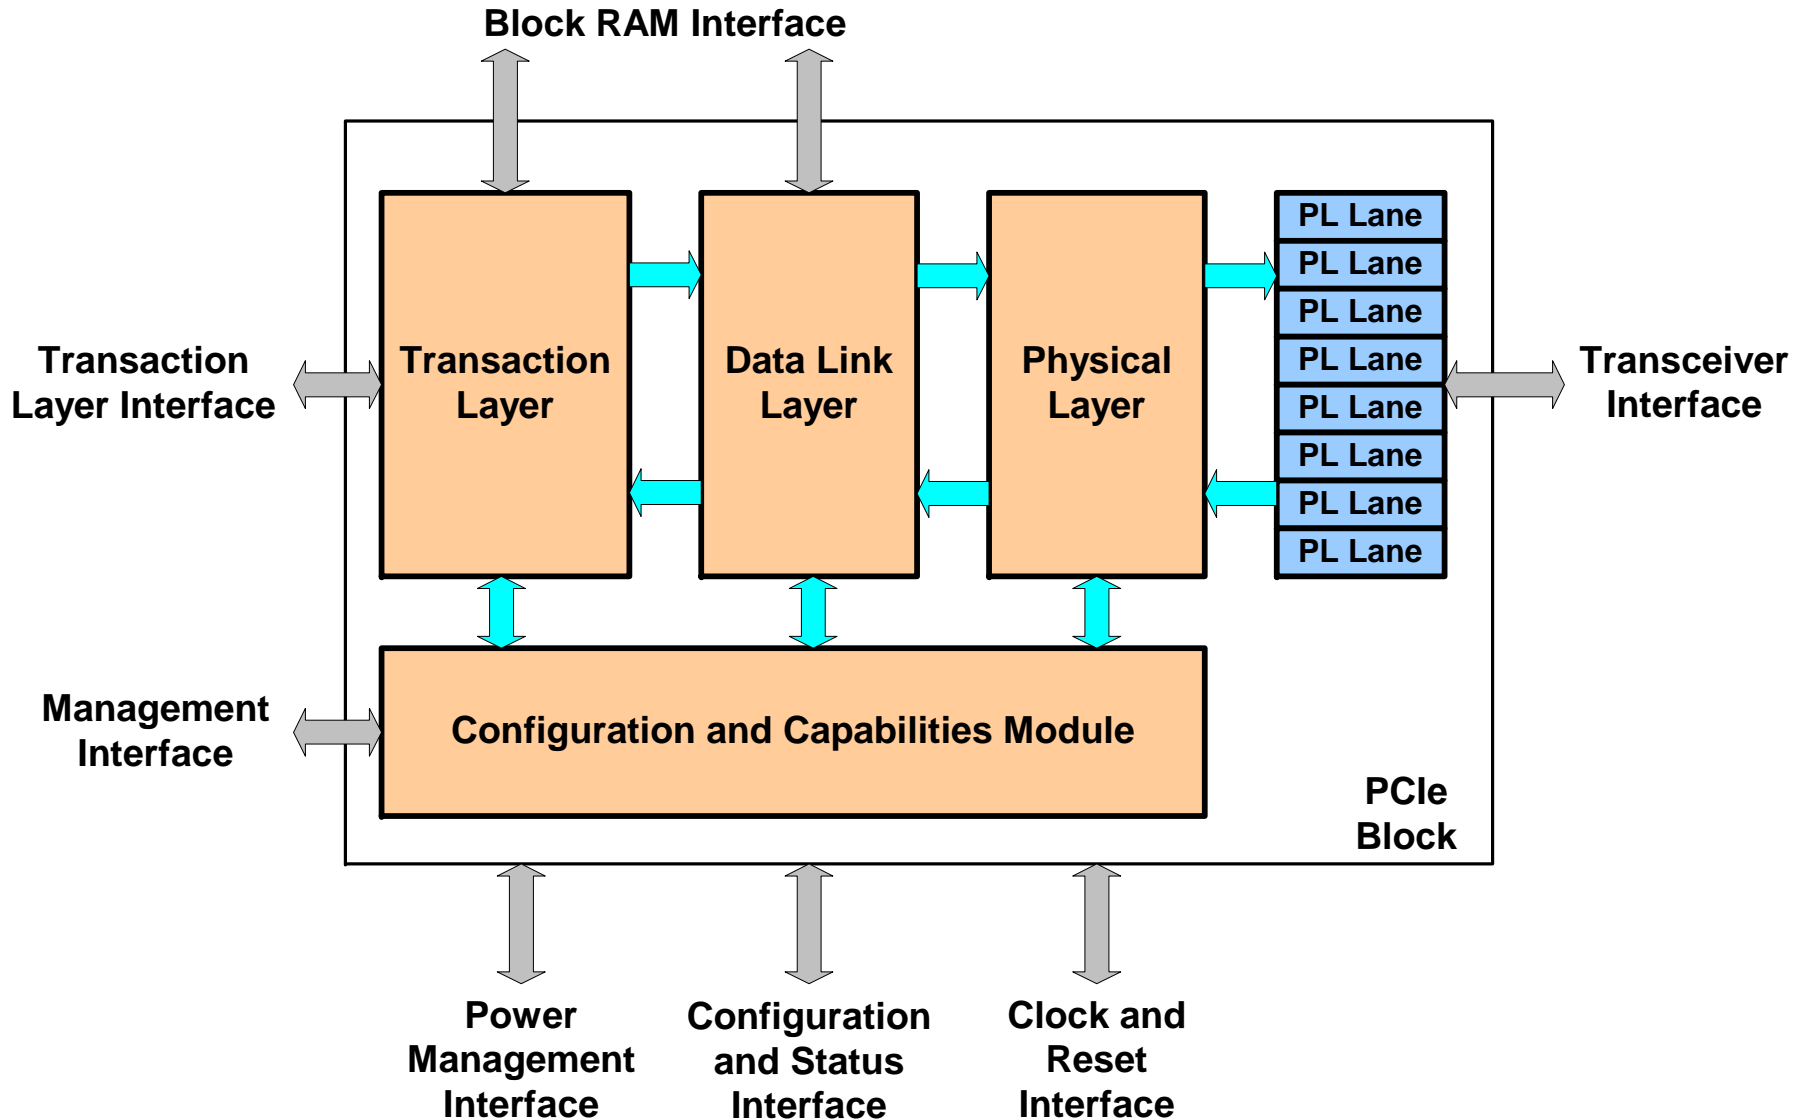 Block RAM Interface
PL Lane
PL Lane
PL Lane
PL Lane
PL Lane
PL Lane
PL Lane
PL Lane
Transaction
Layer Interface
Transaction
Layer
Data Link
Layer
Physical
Layer
Transceiver
Interface
Management
Interface
Configuration and Capabilities Module
PCIe
Block
Power
Management
Interface
Configuration
and Status
Interface
Clock and
Reset
Interface